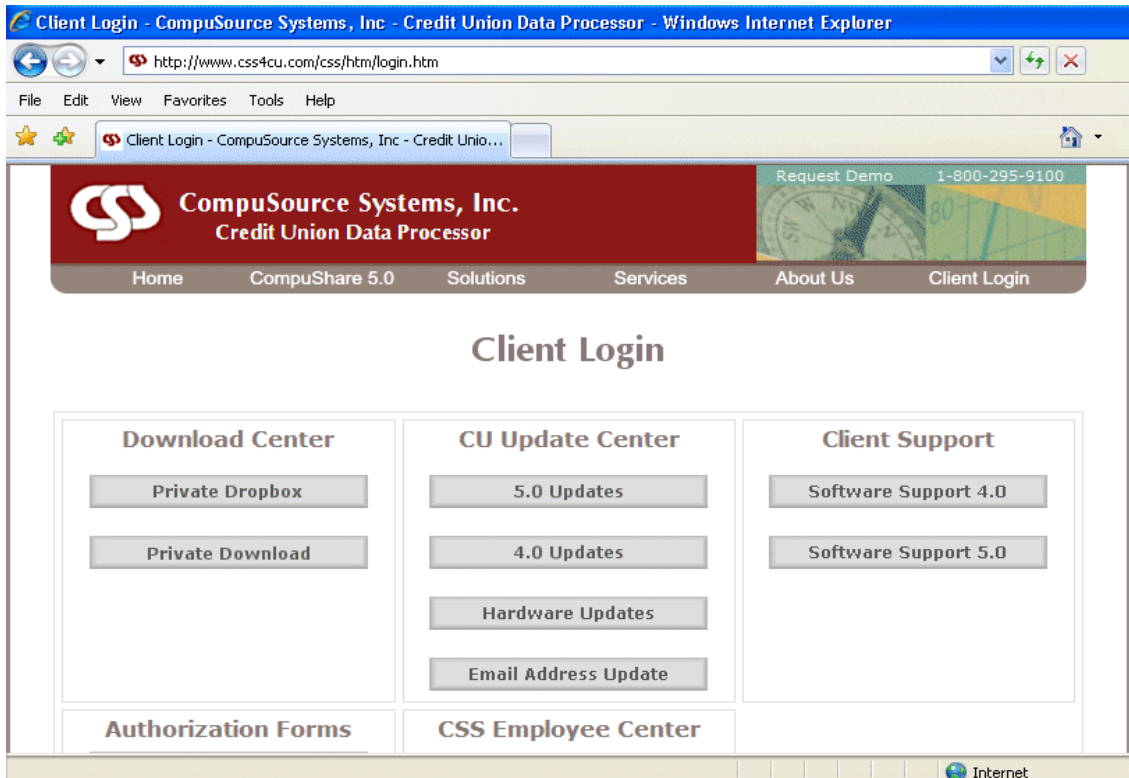 Client Login - CompuSource Systems, Inc - Credit Union Data Processor - Windows Internet Explorer
http://www.css4cu.com/css/htm/login.htm
File Edit View Favorites Tools Help
Client Login - CompuSource Systems, Inc - Credit Unio...
Request Demo 1-800-295-9100
CSS CompuSource Systems, Inc.
Credit Union Data Processor
Home CompuShare 5.0 Solutions Services About Us Client Login
Client Login
Download Center CU Update Center Client Support
Private Dropbox 5.0 Updates Software Support 4.0
Private Download 4.0 Updates Software Support 5.0
Hardware Updates
Email Address Update
Authorization Forms CSS Employee Center
Internet